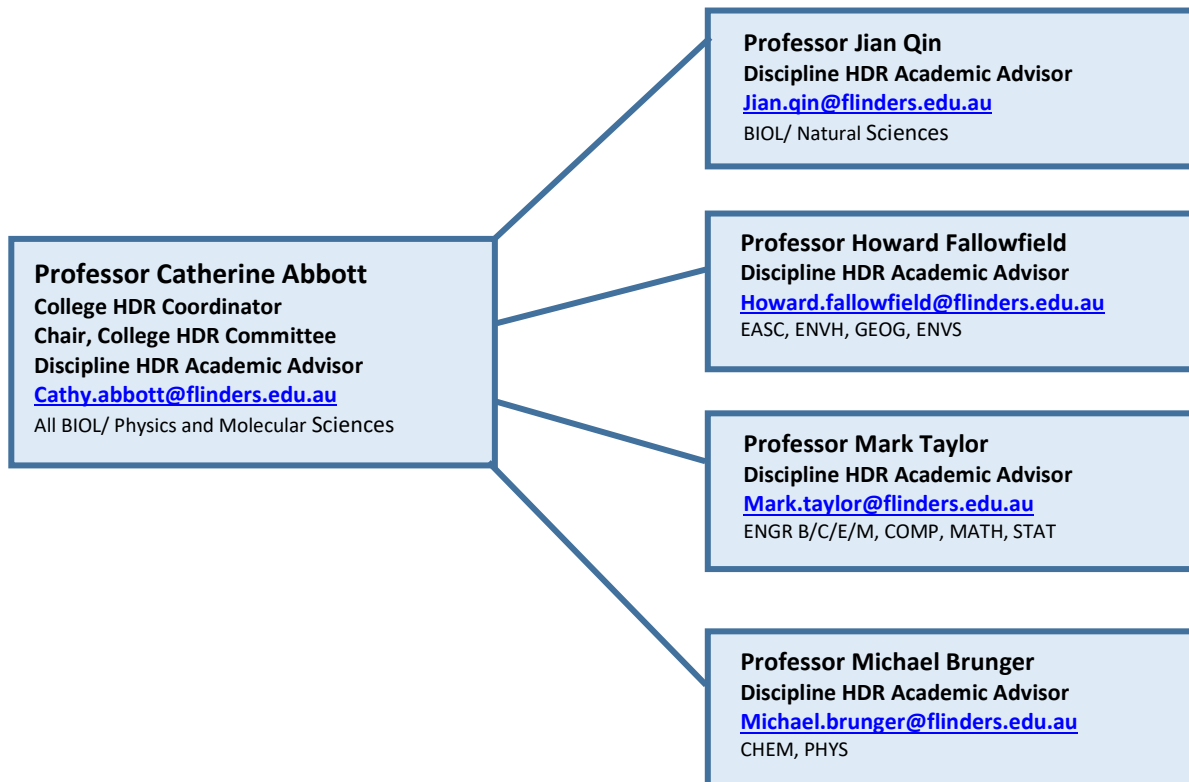 Professor Catherine Abbott
College HDR Coordinator
Chair, College HDR Committee
Discipline HDR Academic Advisor
Cathy.abbott@flinders.edu.au
All BIOL/ Physics and Molecular Sciences
Professor Jian Qin
Discipline HDR Academic Advisor
Jian.qin@flinders.edu.au
BIOL/ Natural Sciences
Professor Howard Fallowfield
Discipline HDR Academic Advisor
Howard.fallowfield@flinders.edu.au
EASC, ENVH, GEOG, ENVS
Professor Mark Taylor
Discipline HDR Academic Advisor
Mark.taylor@flinders.edu.au
ENGR B/C/E/M, COMP, MATH, STAT
Professor Michael Brunger
Discipline HDR Academic Advisor
Michael.brunger@flinders.edu.au
CHEM, PHYS